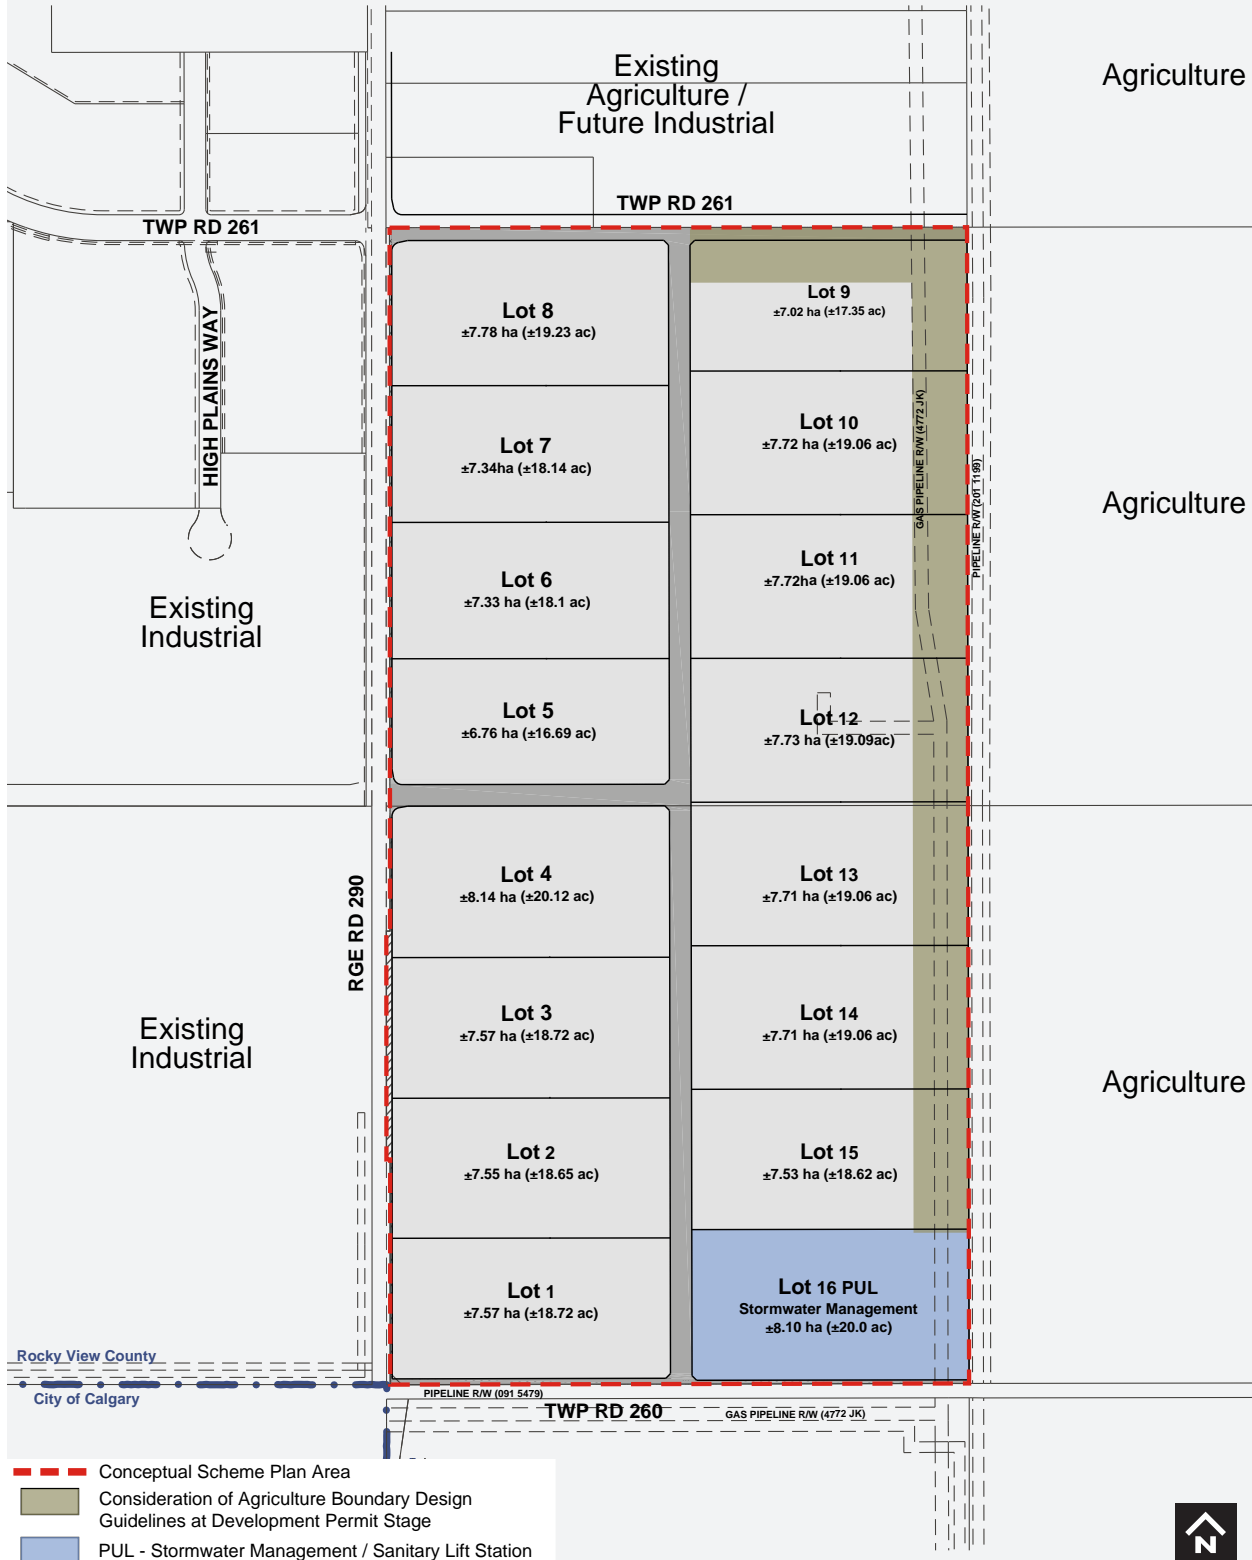 Existing
Agriculture /
Future Industrial
Agriculture
TWP RD 261
TWP RD 261
HIGH PLAINS WAY
Lot 8
±7.78 ha (±19.23 ac)
Lot 9
±7.02 ha (±17.35 ac)
Lot 7
±7.34ha (±18.14 ac)
Lot 10
±7.72 ha (±19.06 ac)
GAS PIPELINE R/W (4772 JK)
PIPELINE R/W (201 1199)
Agriculture
Lot 6
±7.33 ha (±18.1 ac)
Lot 11
±7.72ha (±19.06 ac)
Existing
Industrial
Lot 5
±6.76 ha (±16.69 ac)
Lot 12
±7.73 ha (±19.09ac)
RGE RD 290
Lot 4
±8.14 ha (±20.12 ac)
Lot 13
±7.71 ha (±19.06 ac)
Lot 3
±7.57 ha (±18.72 ac)
Lot 14
±7.71 ha (±19.06 ac)
Existing
Industrial
Agriculture
Lot 2
±7.55 ha (±18.65 ac)
Lot 15
±7.53 ha (±18.62 ac)
Lot 1
±7.57 ha (±18.72 ac)
Lot 16 PUL
Stormwater Management
±8.10 ha (±20.0 ac)
Rocky View County
City of Calgary
PIPELINE R/W (091 5479)
TWP RD 260
GAS PIPELINE R/W (4772 JK)
Conceptual Scheme Plan Area
Consideration of Agriculture Boundary Design
Guidelines at Development Permit Stage
PUL - Stormwater Management / Sanitary Lift Station
N